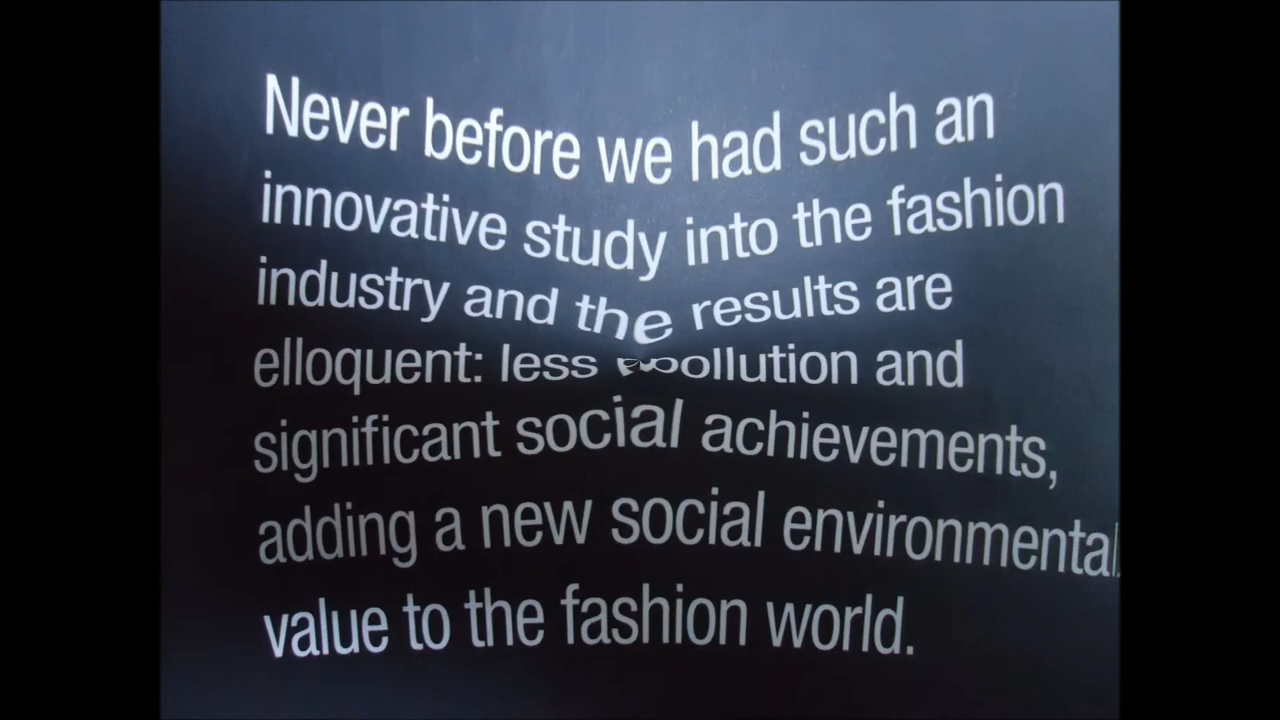 Never before we had such an
innovative study into the fashion
industry and the results are
elloquent: less pollution and
significant social achievements,
adding a new social environmental
value to the fashion world.